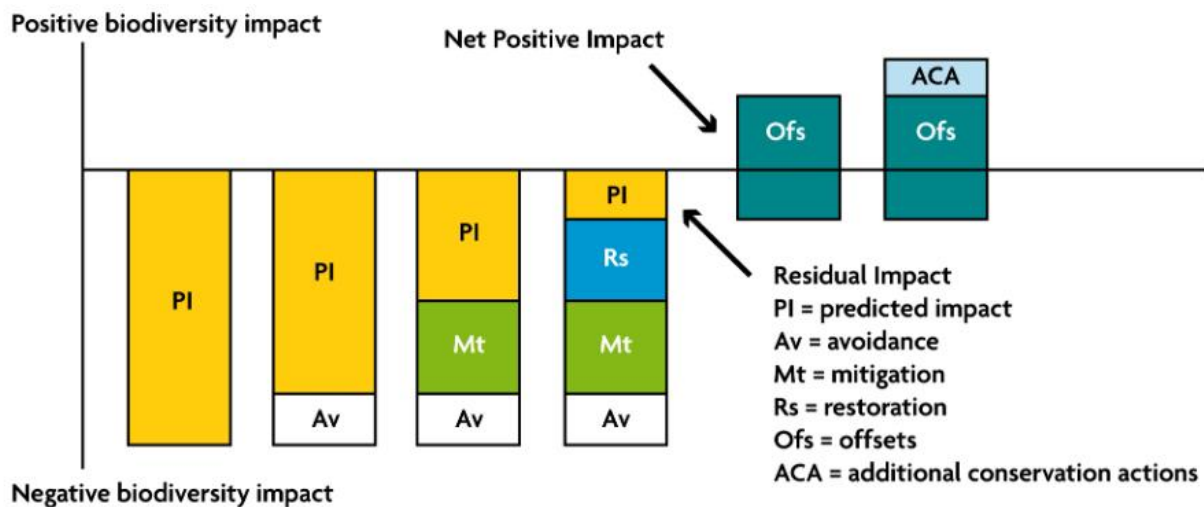 Positive biodiversity impact
Net Positive Impact
ACA
Ofs
Ofs
PI
PI
PI
PI
Rs
Mt
Mt
Av
Av
Av
Residual Impact
PI = predicted impact
Av = avoidance
Mt = mitigation
Rs = restoration
Ofs = offsets
ACA = additional conservation actions
Negative biodiversity impact